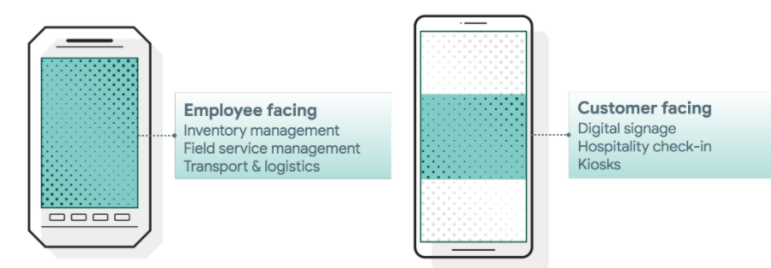 Employee facing
Inventory management
Field service management
Transport & logistics
Customer facing
Digital signage
Hospitality check-in
Kiosks